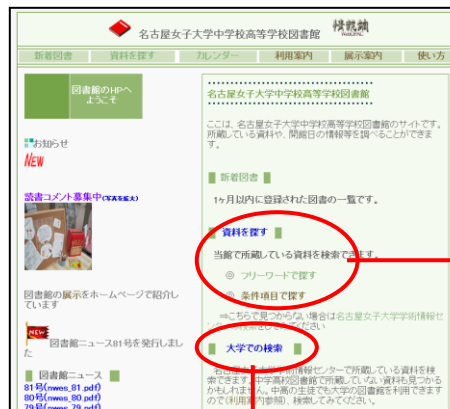 名古屋女子大学中学校高等学校図書館
新着図書 資料を探す カレンダー 利用案内 展示案内 使い方
図書館のHPへ
ようこそ
お知らせ
NEW
読書コメント募集中(写真を拡大)
図書館の展示をホームページで紹介し
ています
NEW
図書館ニュース81号を発行しまし
た
図書館ニュース
81号(nwes_81.pdf)
80号(nwes_80.pdf)
79号(nwes_79.pdf)
名古屋女子大学中学校高等学校図書館
ここは、名古屋女子大学中学校高等学校図書館のサイトです。
所蔵している資料や、開館日の情報等を調べることができま
す。
新着図書
1ヶ月以内に登録された図書の一覧です。
資料を探す
当館で所蔵している資料を検索できます。
◎ フリーワードで探す
◎ 条件項目で探す
⇒こちらで見つからない場合は名古屋女子大学学術情報セ
ください
大学での検索
名古屋女子大学学術情報センターで所蔵している資料を検
索できます。中学高校図書館で所蔵していない資料も見つかる
かもしれません。中高の生徒でも大学の図書館を利用できます
ので(利用案内参照)、検索してみてください。